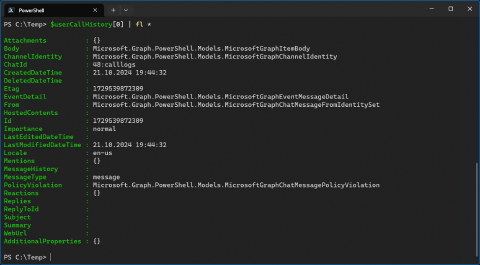 PowerShell
PS C:\Temp> $userCallHistory[0] | fl *
Attachments : {}
Body : Microsoft.Graph.PowerShell.Models.MicrosoftGraphItemBody
ChannelIdentity : Microsoft.Graph.PowerShell.Models.MicrosoftGraphChannelIdentity
ChatId : 48:calllogs
CreatedDateTime : 21.10.2024 19:44:32
DeletedDateTime :
Etag : 1729539872309
EventDetail : Microsoft.Graph.PowerShell.Models.MicrosoftGraphEventMessageDetail
From : Microsoft.Graph.PowerShell.Models.MicrosoftGraphChatMessageFromIdentitySet
HostedContents :
Id : 1729539872309
Importance : normal
LastEditedDateTime :
LastModifiedDateTime : 21.10.2024 19:44:32
Locale : en-us
Mentions : {}
MessageHistory :
MessageType : message
PolicyViolation : Microsoft.Graph.PowerShell.Models.MicrosoftGraphChatMessagePolicyViolation
Reactions : {}
Replies :
ReplyToId :
Subject :
Summary :
WebUrl :
AdditionalProperties : {}
PS C:\Temp>